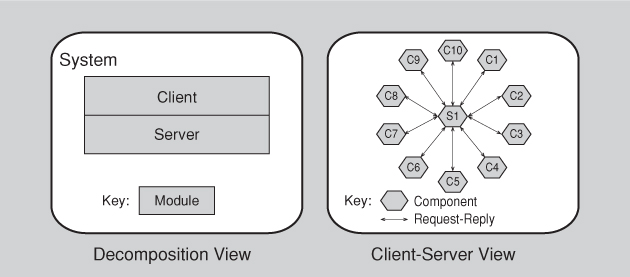 System
Client
Server
Key: Module
Decomposition View
C10
C9 C1
C8 C2
S1
C7 C3
C6 C4
C5
Key: Component
Request-Reply
Client-Server View